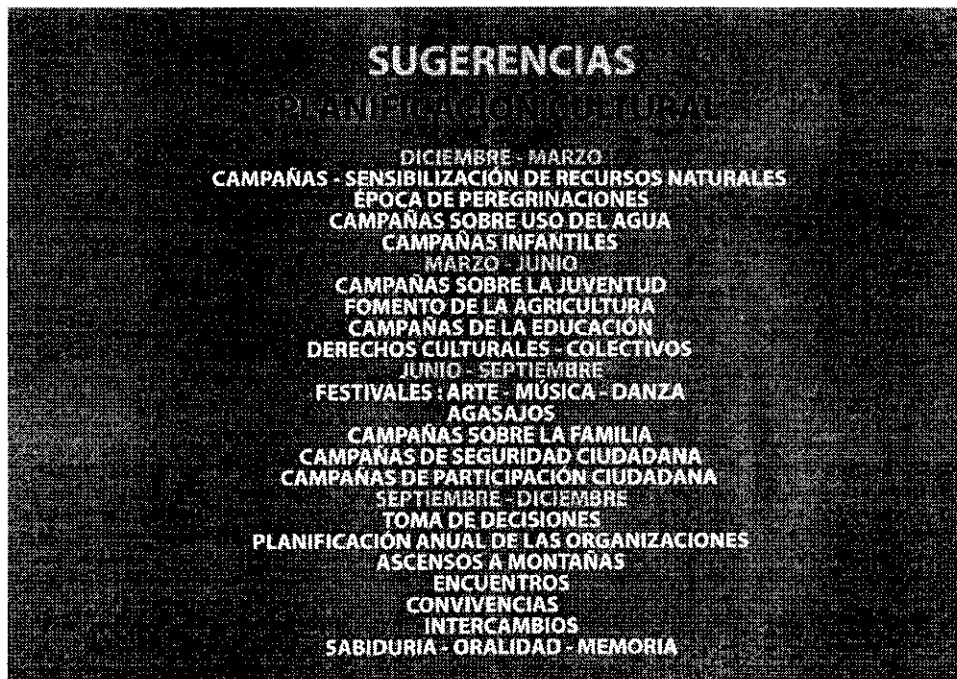 SUGERENCIAS
PLANIFICACIÓN CULTURAL
DICIEMBRE - MARZO
CAMPAÑAS - SENSIBILIZACIÓN DE RECURSOS NATURALES
ÉPOCA DE PEREGRINACIONES
CAMPAÑAS SOBRE USO DEL AGUA
CAMPAÑAS INFANTILES
MARZO - JUNIO
CAMPAÑAS SOBRE LA JUVENTUD
FOMENTO DE LA AGRICULTURA
CAMPAÑAS DE LA EDUCACIÓN
DERECHOS CULTURALES - COLECTIVOS
JUNIO - SEPTIEMBRE
FESTIVALES : ARTE - MÚSICA - DANZA
AGASAJOS
CAMPAÑAS SOBRE LA FAMILIA
CAMPAÑAS DE SEGURIDAD CIUDADANA
CAMPAÑAS DE PARTICIPACIÓN CIUDADANA
SEPTIEMBRE - DICIEMBRE
TOMA DE DECISIONES
PLANIFICACIÓN ANUAL DE LAS ORGANIZACIONES
ASCENSOS A MONTAÑAS
ENCUENTROS
CONVIVENCIAS
INTERCAMBIOS
SABIDURIA - ORALIDAD - MEMORIA